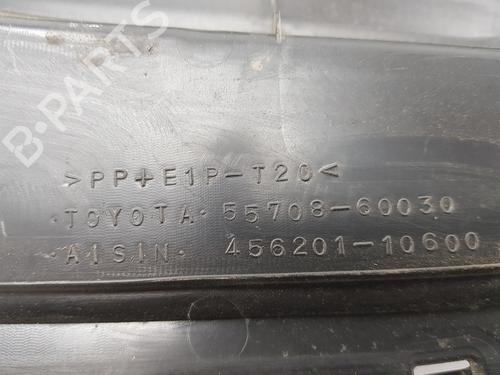 B-PARTS
>PP+E1P-T20<
·TOYOTA·55708-60030
·AISIN· 456201-10600